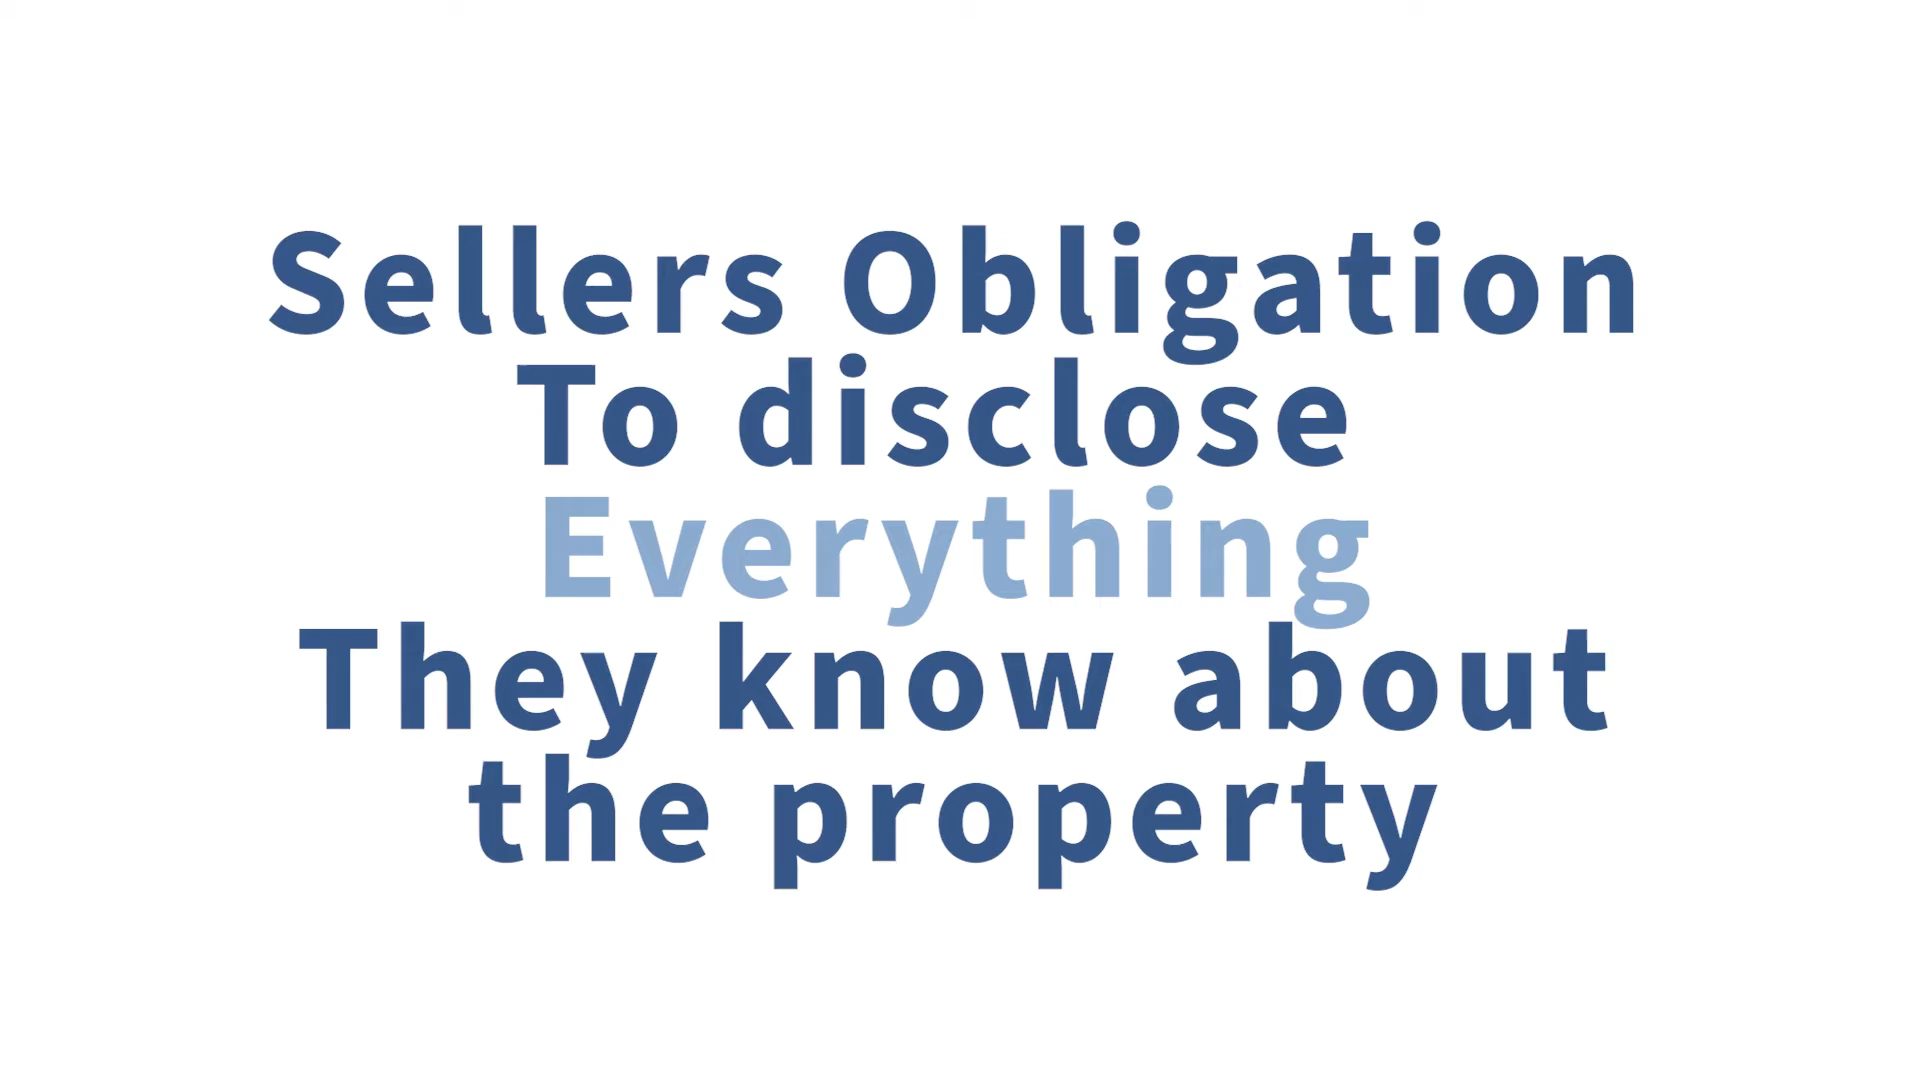 Sellers Obligation
To disclose
Everything
They know about
the property